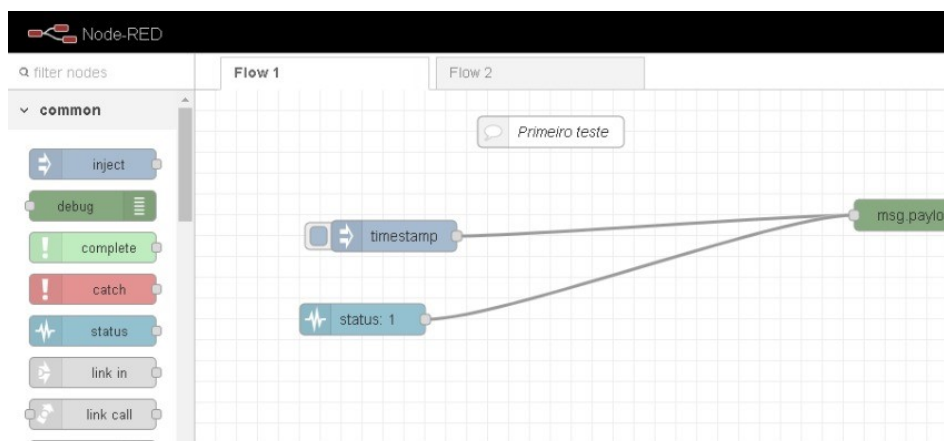 Node-RED
filter nodes
Flow 1
Flow 2
common
Primeiro teste
inject
debug
timestamp
msg.paylo
complete
catch
status
status: 1
link in
link call